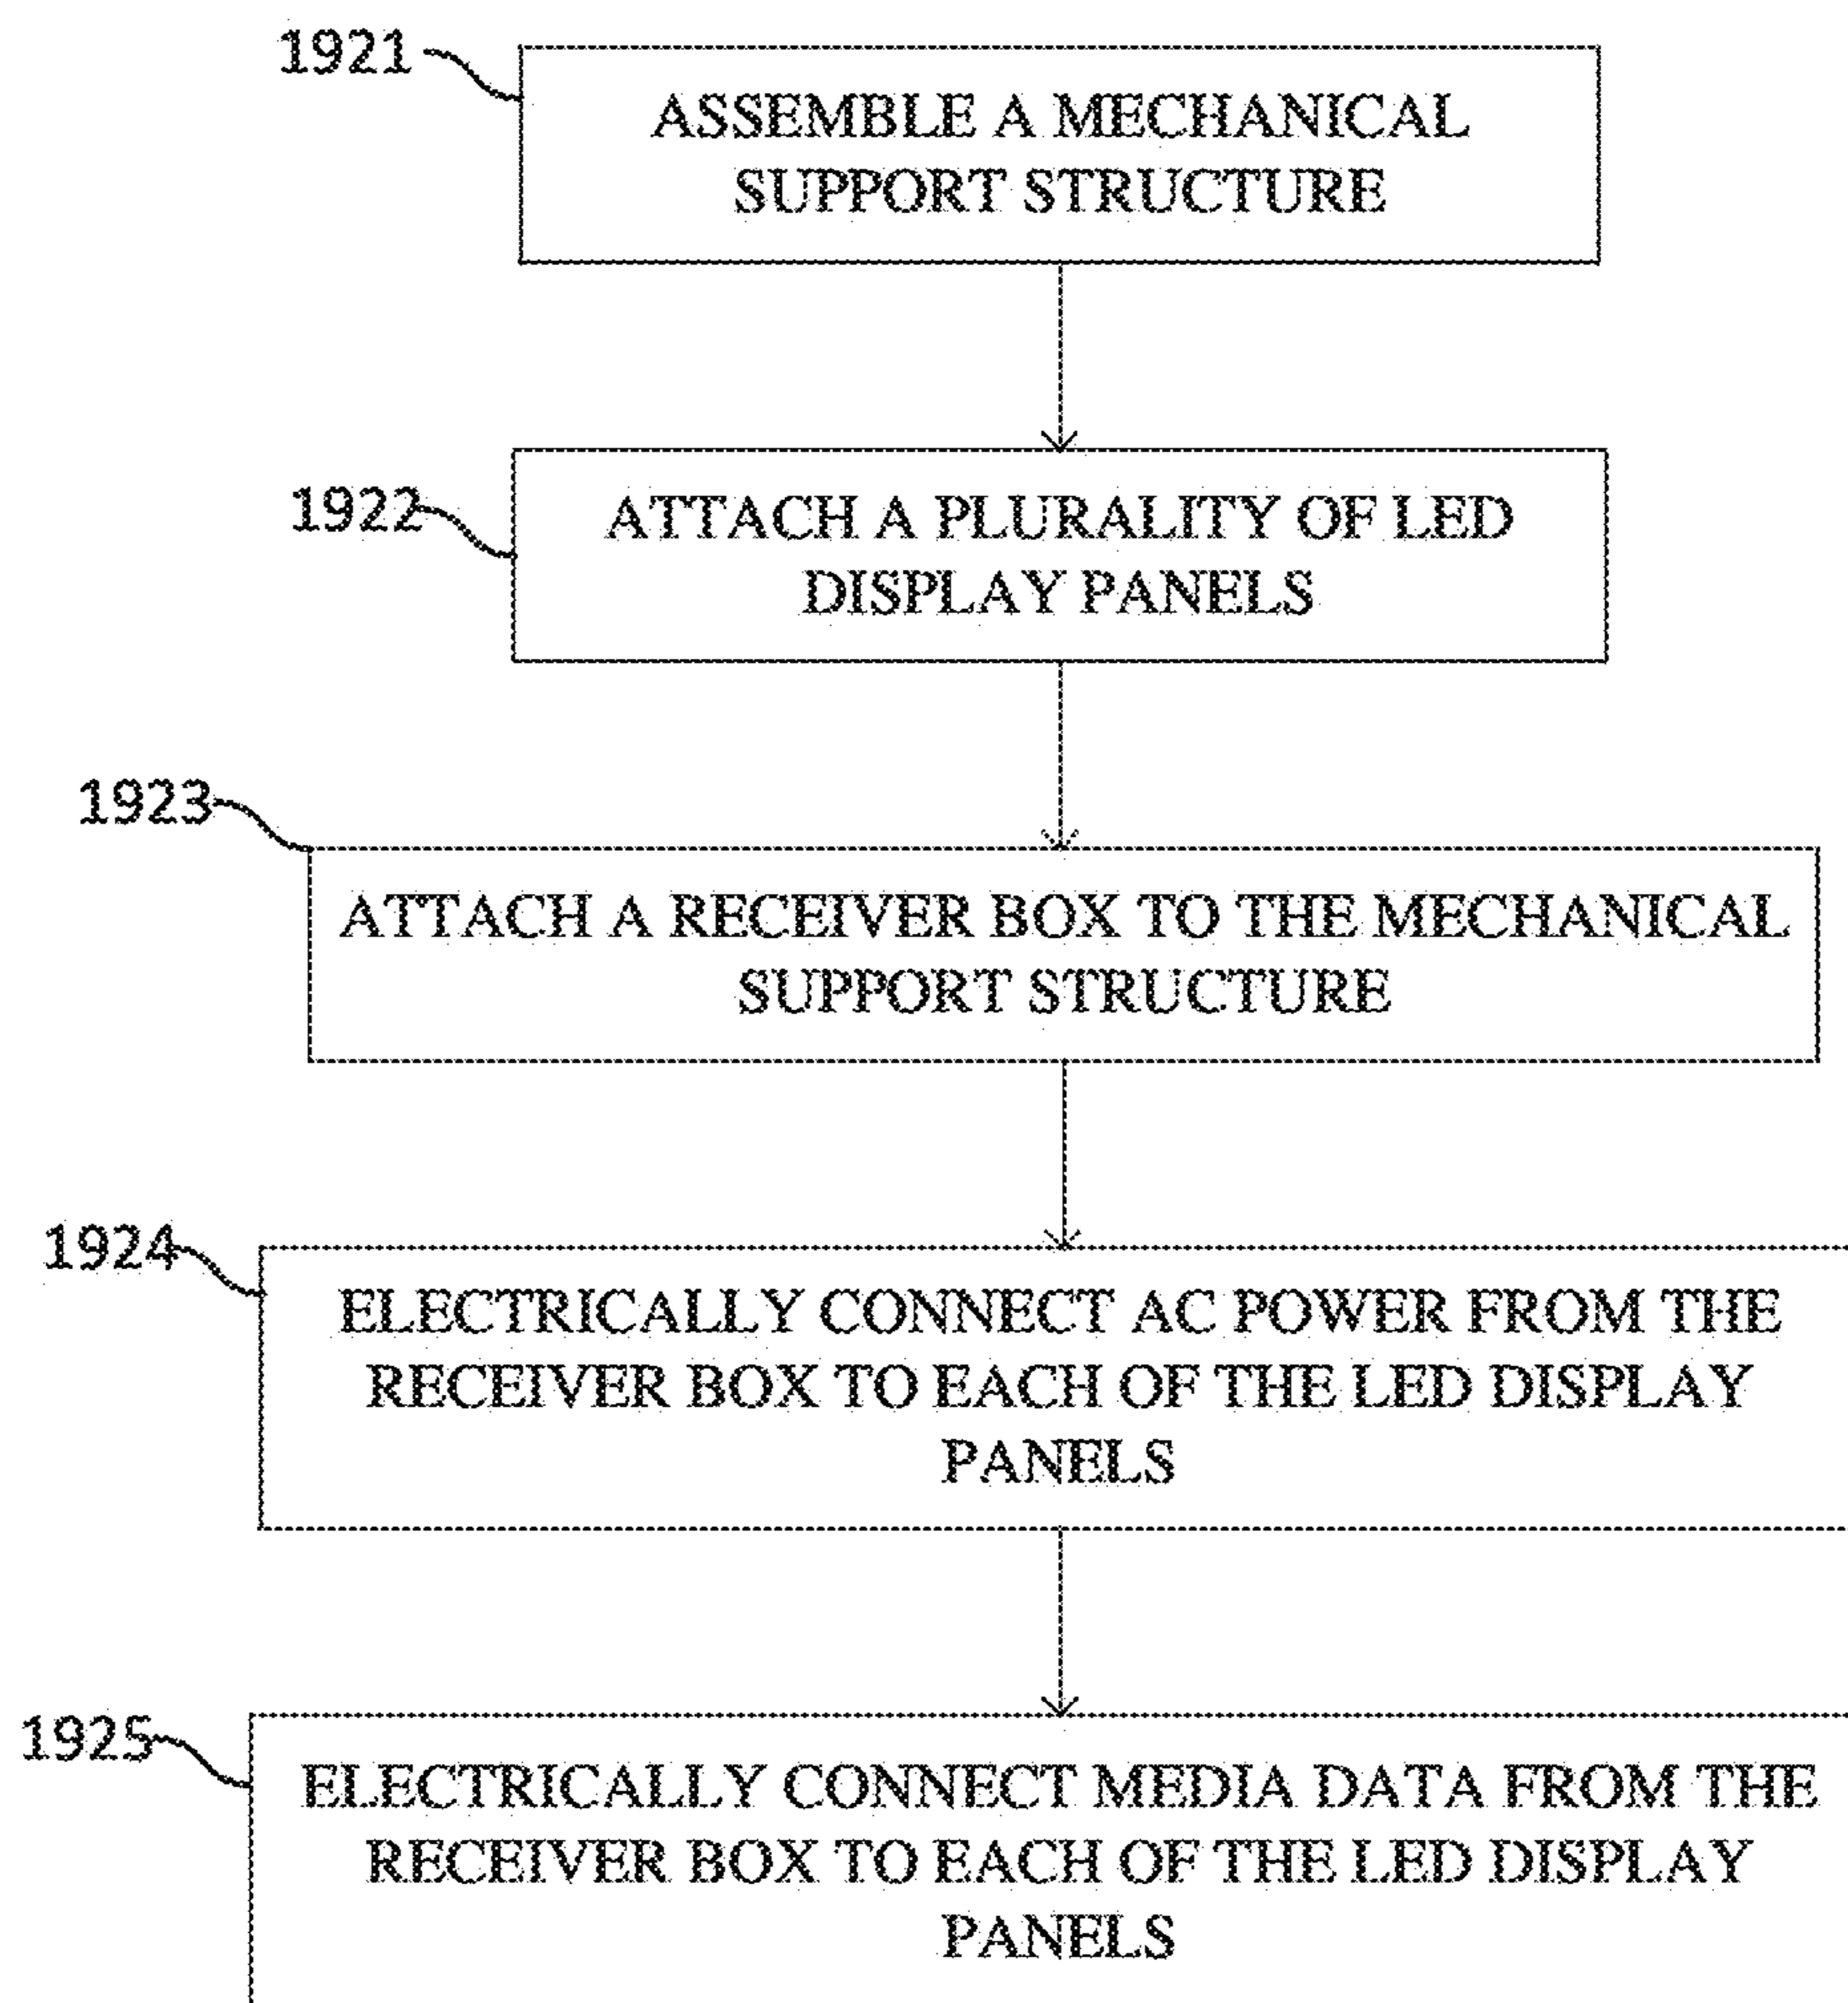 1921
ASSEMBLE A MECHANICAL
SUPPORT STRUCTURE
1922
ATTACH A PLURALITY OF LED
DISPLAY PANELS
1923
ATTACH A RECEIVER BOX TO THE MECHANICAL
SUPPORT STRUCTURE
1924
ELECTRICALLY CONNECT AC POWER FROM THE
RECEIVER BOX TO EACH OF THE LED DISPLAY
PANELS
1925
ELECTRICALLY CONNECT MEDIA DATA FROM THE
RECEIVER BOX TO EACH OF THE LED DISPLAY
PANELS